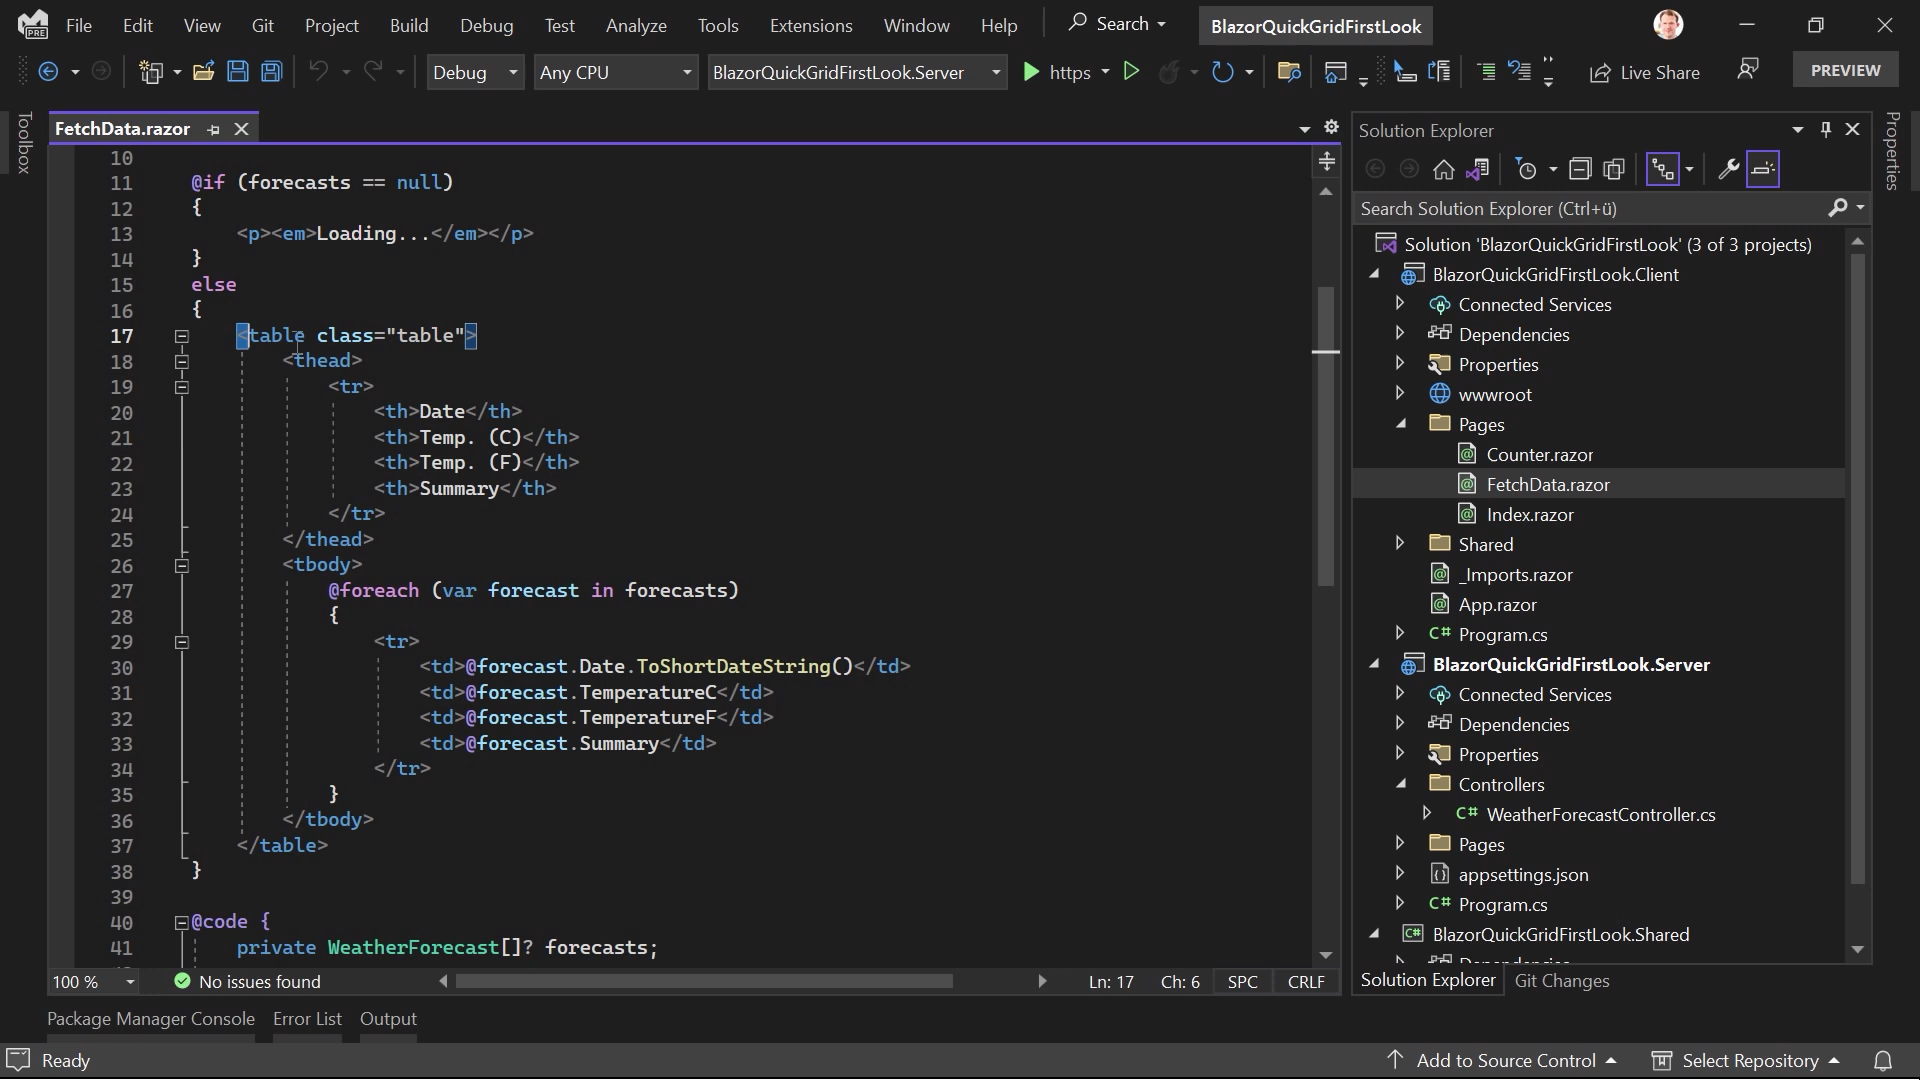 PRE File Edit View Git Project Build Debug Test Analyze Tools Extensions Window Help Search BlazorQuickGridFirstLook
Debug Any CPU BlazorQuickGridFirstLook.Server https Live Share PREVIEW
Toolbox
FetchData.razor
10
11 @if (forecasts == null)
12 {
13 <p><em>Loading...</em></p>
14 }
15 else
16 {
17 <table class="table">
18 <thead>
19 <tr>
20 <th>Date</th>
21 <th>Temp. (C)</th>
22 <th>Temp. (F)</th>
23 <th>Summary</th>
24 </tr>
25 </thead>
26 <tbody>
27 @foreach (var forecast in forecasts)
28 {
29 <tr>
30 <td>@forecast.Date.ToShortDateString()</td>
31 <td>@forecast.TemperatureC</td>
32 <td>@forecast.TemperatureF</td>
33 <td>@forecast.Summary</td>
34 </tr>
35 }
36 </tbody>
37 </table>
38 }
39
40 @code {
41 private WeatherForecast[]? forecasts;
100 % No issues found Ln: 17 Ch: 6 SPC CRLF
Solution Explorer
Search Solution Explorer (Ctrl+ü)
Solution 'BlazorQuickGridFirstLook' (3 of 3 projects)
BlazorQuickGridFirstLook.Client
Connected Services
Dependencies
Properties
wwwroot
Pages
Counter.razor
FetchData.razor
Index.razor
Shared
_Imports.razor
App.razor
C# Program.cs
BlazorQuickGridFirstLook.Server
Connected Services
Dependencies
Properties
Controllers
C# WeatherForecastController.cs
Pages
appsettings.json
C# Program.cs
C# BlazorQuickGridFirstLook.Shared
Dependencies
Solution Explorer Git Changes
Properties
Package Manager Console Error List Output
Ready Add to Source Control Select Repository